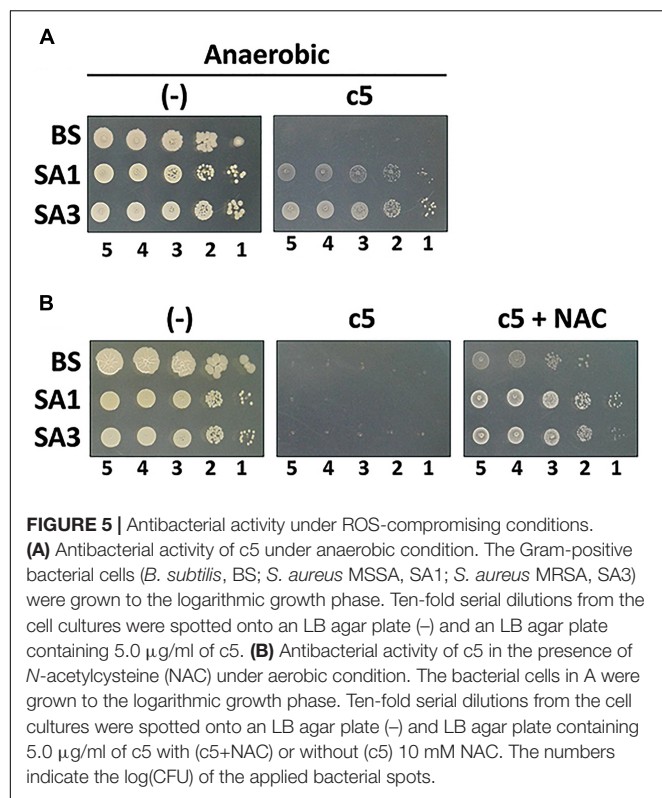 A
Anaerobic
(-) c5
BS
SA1
SA3
5 4 3 2 1 5 4 3 2 1
B
(-) c5 c5 + NAC
BS
SA1
SA3
5 4 3 2 1 5 4 3 2 1 5 4 3 2 1
FIGURE 5 | Antibacterial activity under ROS-compromising conditions.
(A) Antibacterial activity of c5 under anaerobic condition. The Gram-positive
bacterial cells (B. subtilis, BS; S. aureus MSSA, SA1; S. aureus MRSA, SA3)
were grown to the logarithmic growth phase. Ten-fold serial dilutions from the
cell cultures were spotted onto an LB agar plate (–) and an LB agar plate
containing 5.0 μg/ml of c5. (B) Antibacterial activity of c5 in the presence of
N-acetylcysteine (NAC) under aerobic condition. The bacterial cells in A were
grown to the logarithmic growth phase. Ten-fold serial dilutions from the cell
cultures were spotted onto an LB agar plate (–) and LB agar plate containing
5.0 μg/ml of c5 with (c5+NAC) or without (c5) 10 mM NAC. The numbers
indicate the log(CFU) of the applied bacterial spots.